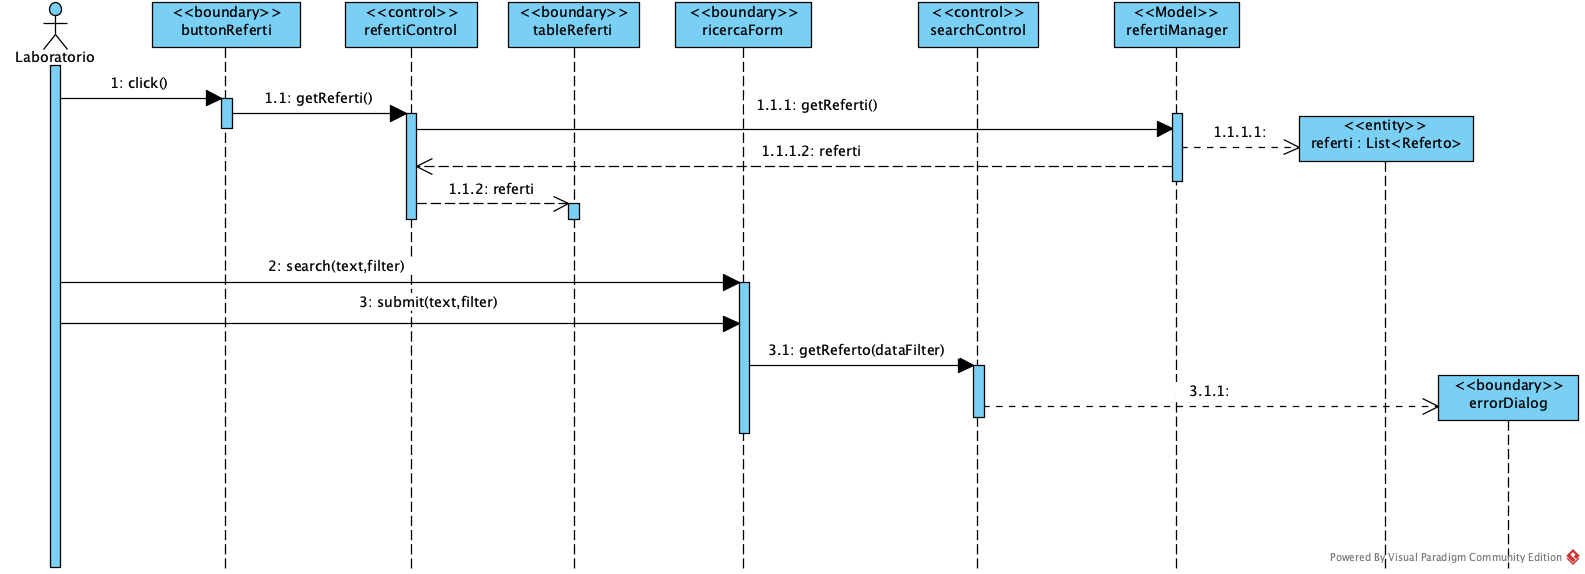 Laboratorio
<<boundary>>
buttonReferti
<<control>>
refertiControl
<<boundary>>
tableReferti
<<boundary>>
ricercaForm
<<control>>
searchControl
<<Model>>
refertiManager
1: click()
1.1: getReferti()
1.1.1: getReferti()
1.1.1.1:
<<entity>>
referti : List<Referto>
1.1.1.2: referti
1.1.2: referti
2: search(text,filter)
3: submit(text,filter)
3.1: getReferto(dataFilter)
3.1.1:
<<boundary>>
errorDialog
Powered By Visual Paradigm Community Edition